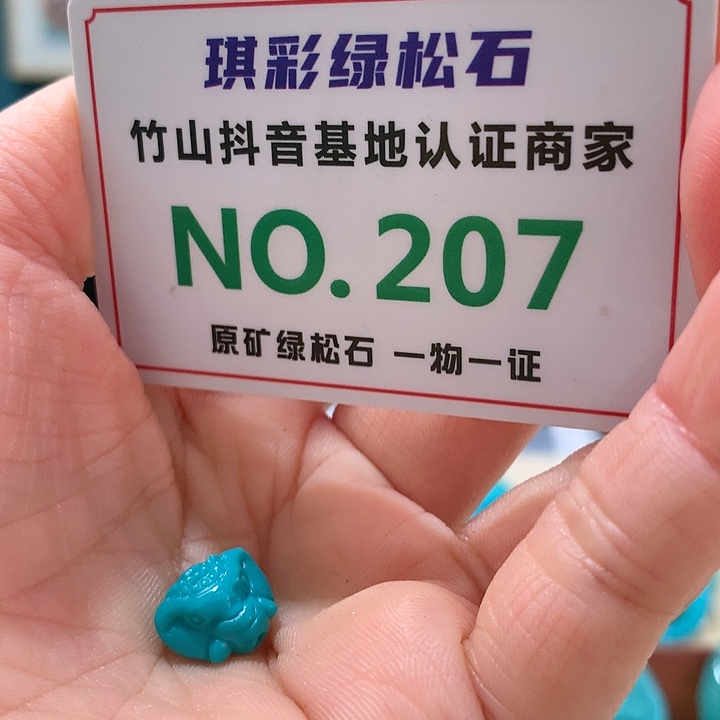 琪彩绿松石
竹山抖音基地认证商家
NO.207
原矿绿松石 一物一证